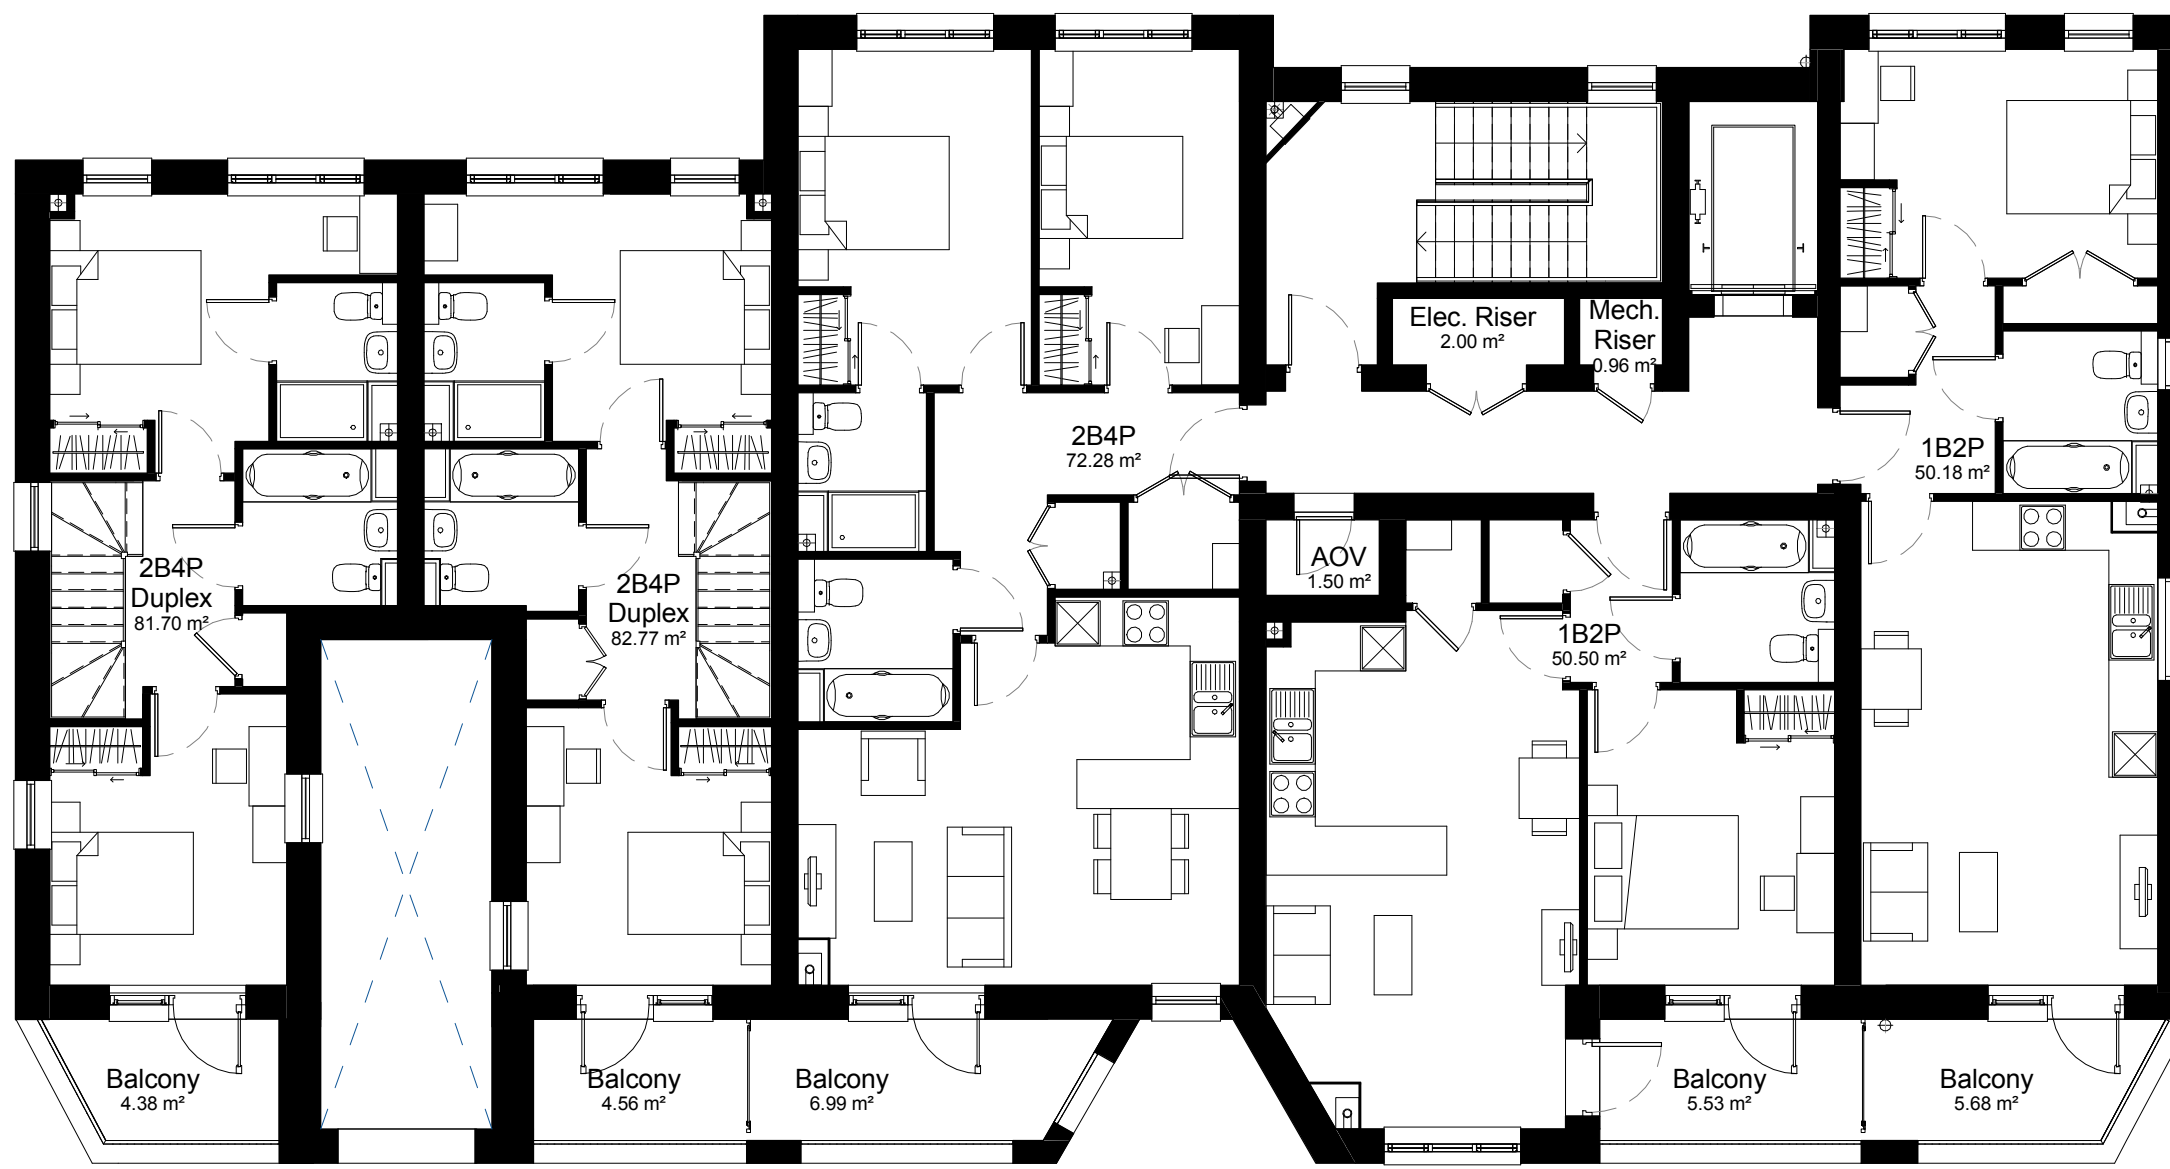 Elec. Riser
2.00 m²
Mech.
Riser
0.96 m²
2B4P
72.28 m²
1B2P
50.18 m²
AOV
1.50 m²
2B4P
Duplex
81.70 m²
2B4P
Duplex
82.77 m²
1B2P
50.50 m²
Balcony
4.38 m²
Balcony
4.56 m²
Balcony
6.99 m²
Balcony
5.53 m²
Balcony
5.68 m²